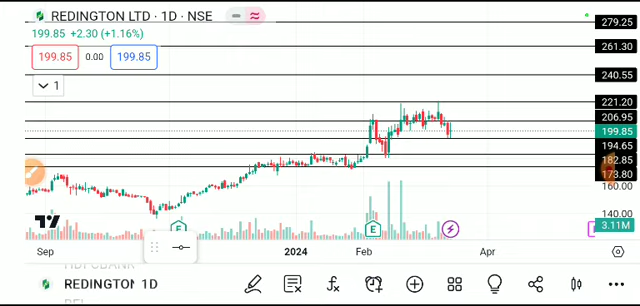 REDINGTON LTD · 1D · NSE
199.85 +2.30 (+1.16%)
199.85 0.00 199.85
1
279.25
261.30
240.55
221.20
206.95
199.85
194.65
182.85
173.80
160.00
140.00
3.11M
E E
Sep 2024 Feb Apr
HDFCBANK
REDINGTON 1D
BEL